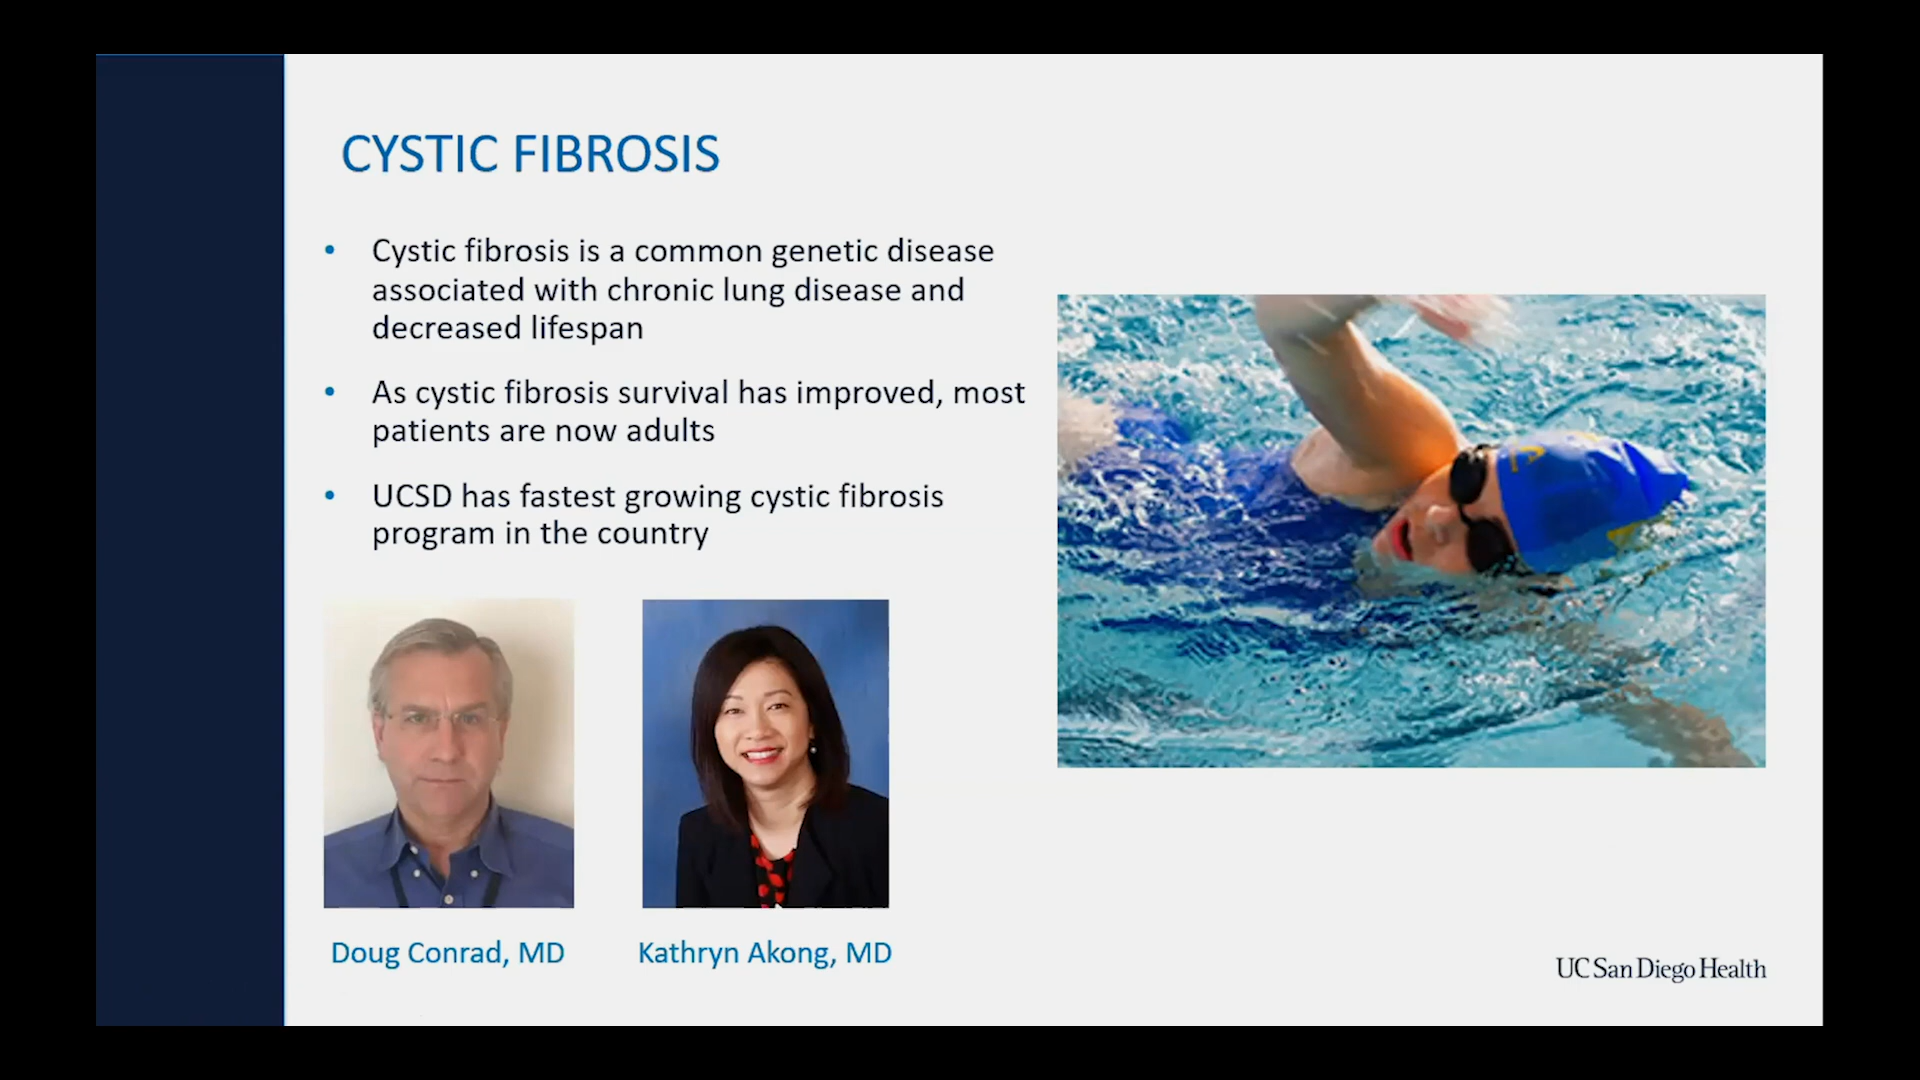 CYSTIC FIBROSIS
• Cystic fibrosis is a common genetic disease
associated with chronic lung disease and
decreased lifespan
• As cystic fibrosis survival has improved, most
patients are now adults
• UCSD has fastest growing cystic fibrosis
program in the country
Doug Conrad, MD
Kathryn Akong, MD
UC San Diego Health